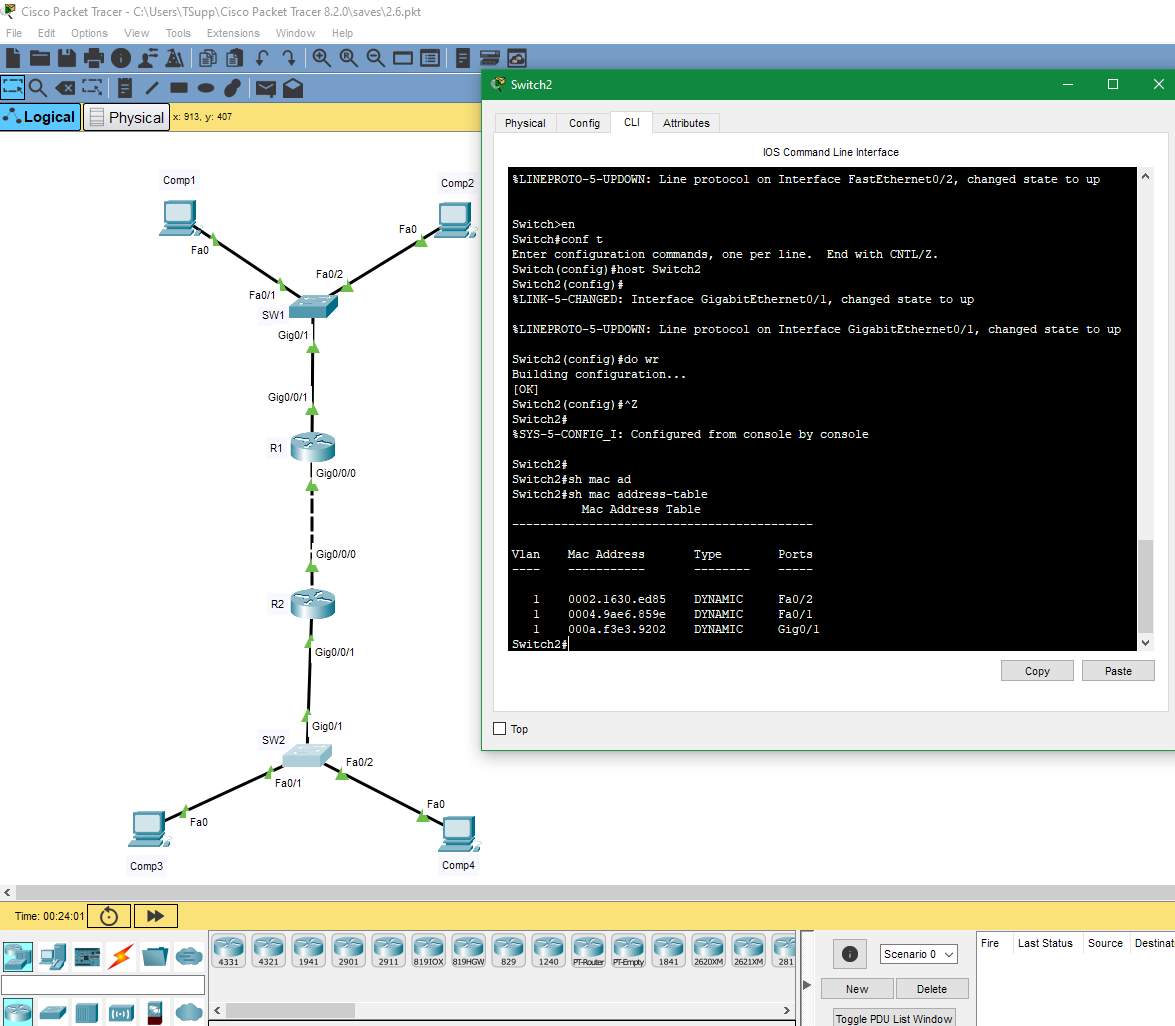 Cisco Packet Tracer - C:\Users\TSupp\Cisco Packet Tracer 8.2.0\saves\2.6.pkt
File Edit Options View Tools Extensions Window Help
Logical Physical x: 913, y: 407
Comp1
Comp2
Fa0
Fa0
Fa0/2
Fa0/1
SW1
Gig0/1
Gig0/0/1
R1
Gig0/0/0
Gig0/0/0
R2
Gig0/0/1
Gig0/1
SW2
Fa0/2
Fa0/1
Fa0
Fa0
Comp3
Comp4
Switch2
Physical Config CLI Attributes
IOS Command Line Interface
%LINEPROTO-5-UPDOWN: Line protocol on Interface FastEthernet0/2, changed state to up
Switch>en
Switch#conf t
Enter configuration commands, one per line.  End with CNTL/Z.
Switch(config)#host Switch2
Switch2(config)#
%LINK-5-CHANGED: Interface GigabitEthernet0/1, changed state to up
%LINEPROTO-5-UPDOWN: Line protocol on Interface GigabitEthernet0/1, changed state to up
Switch2(config)#do wr
Building configuration...
[OK]
Switch2(config)#^Z
Switch2#
%SYS-5-CONFIG_I: Configured from console by console
Switch2#
Switch2#sh mac ad
Switch2#sh mac address-table
Mac Address Table
-------------------------------------------
Vlan    Mac Address       Type        Ports
----    -----------       --------    -----
1    0002.1630.ed85    DYNAMIC     Fa0/2
1    0004.9ae6.859e    DYNAMIC     Fa0/1
1    000a.f3e3.9202    DYNAMIC     Gig0/1
Switch2#
Copy Paste
Top
Time: 00:24:01
4331 4321 1941 2901 2911 819IOX 819HGW 829 1240 PT-Router PT-Empty 1841 2620XM 2621XM 281
Scenario 0
New Delete
Toggle PDU List Window
Fire Last Status Source Destinat